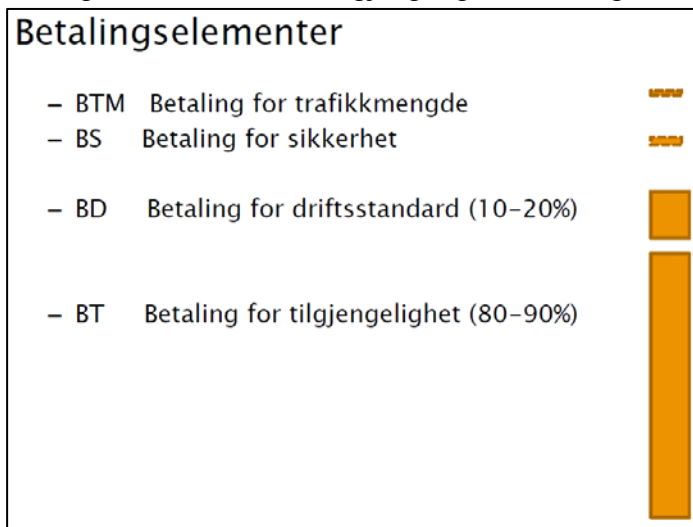 Betalingselementer
– BTM Betaling for trafikkmengde
– BS Betaling for sikkerhet
– BD Betaling for driftsstandard (10–20%)
– BT Betaling for tilgjengelighet (80–90%)